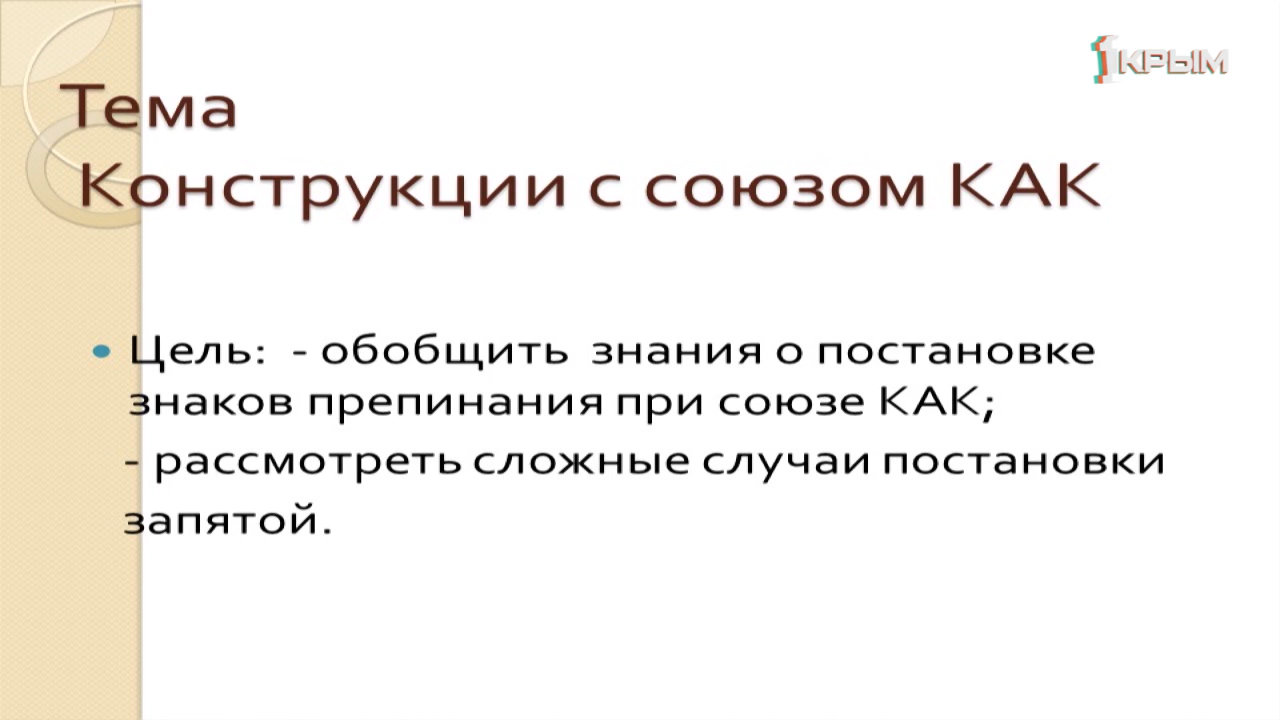 1КРЫМ
Тема
Конструкции с союзом КАК
• Цель: - обобщить знания о постановке
знаков препинания при союзе КАК;
- рассмотреть сложные случаи постановки
запятой.